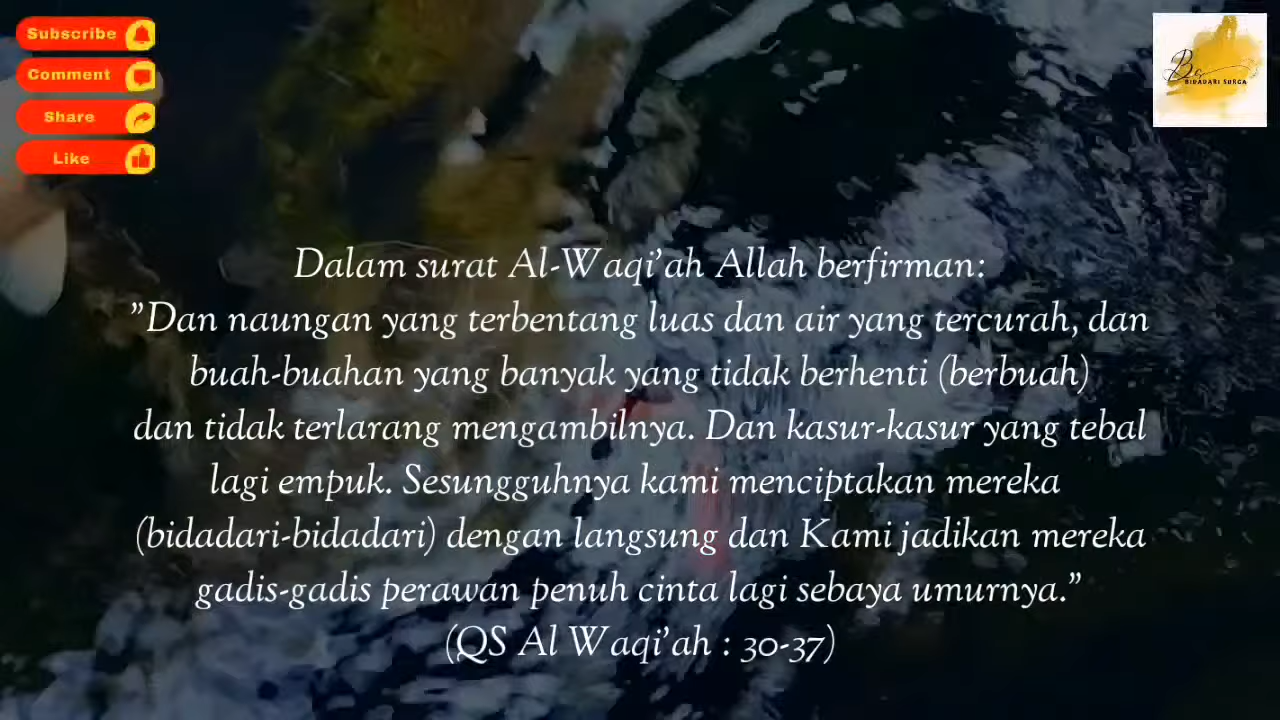 Subscribe
Comment
Share
Like
Bs
BIDADARI SURGA
Dalam surat Al-Waqi'ah Allah berfirman:
"Dan naungan yang terbentang luas dan air yang tercurah, dan
buah-buahan yang banyak yang tidak berhenti (berbuah)
dan tidak terlarang mengambilnya. Dan kasur-kasur yang tebal
lagi empuk. Sesungguhnya kami menciptakan mereka
(bidadari-bidadari) dengan langsung dan Kami jadikan mereka
gadis-gadis perawan penuh cinta lagi sebaya umurnya."
(QS Al Waqi'ah : 30-37)